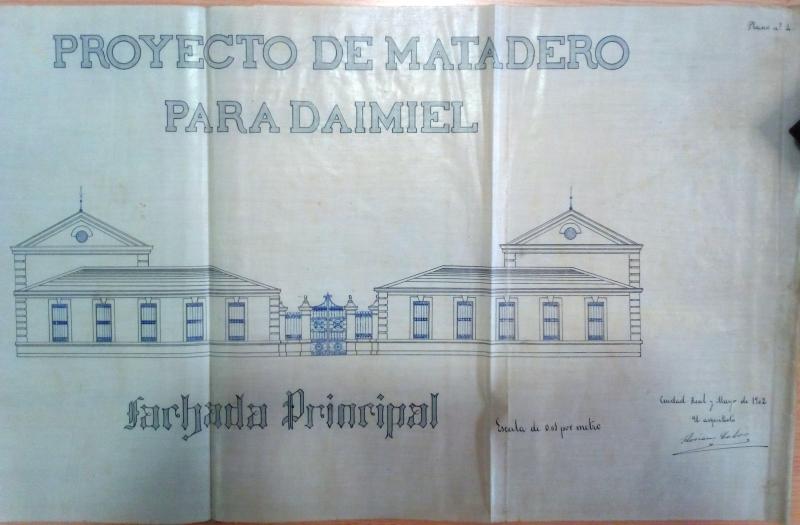 Plano nº 4
PROYECTO DE MATADERO
PARA DAIMIEL
Fachada Principal
Escala de 0.01 por metro
Ciudad Real y Mayo de 1902
El arquitecto